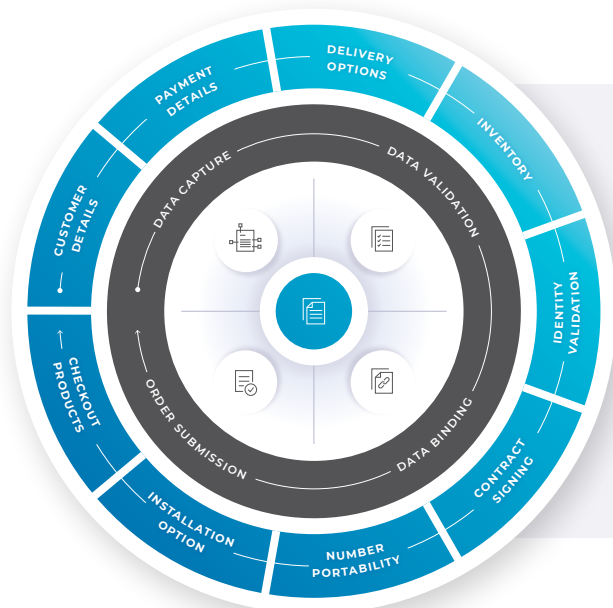 CUSTOMER
DETAILS
PAYMENT
DETAILS
DELIVERY
OPTIONS
INVENTORY
IDENTITY
VALIDATION
CONTRACT
SIGNING
NUMBER
PORTABILITY
INSTALLATION
OPTION
CHECKOUT
PRODUCTS
DATA CAPTURE
DATA VALIDATION
DATA BINDING
ORDER SUBMISSION